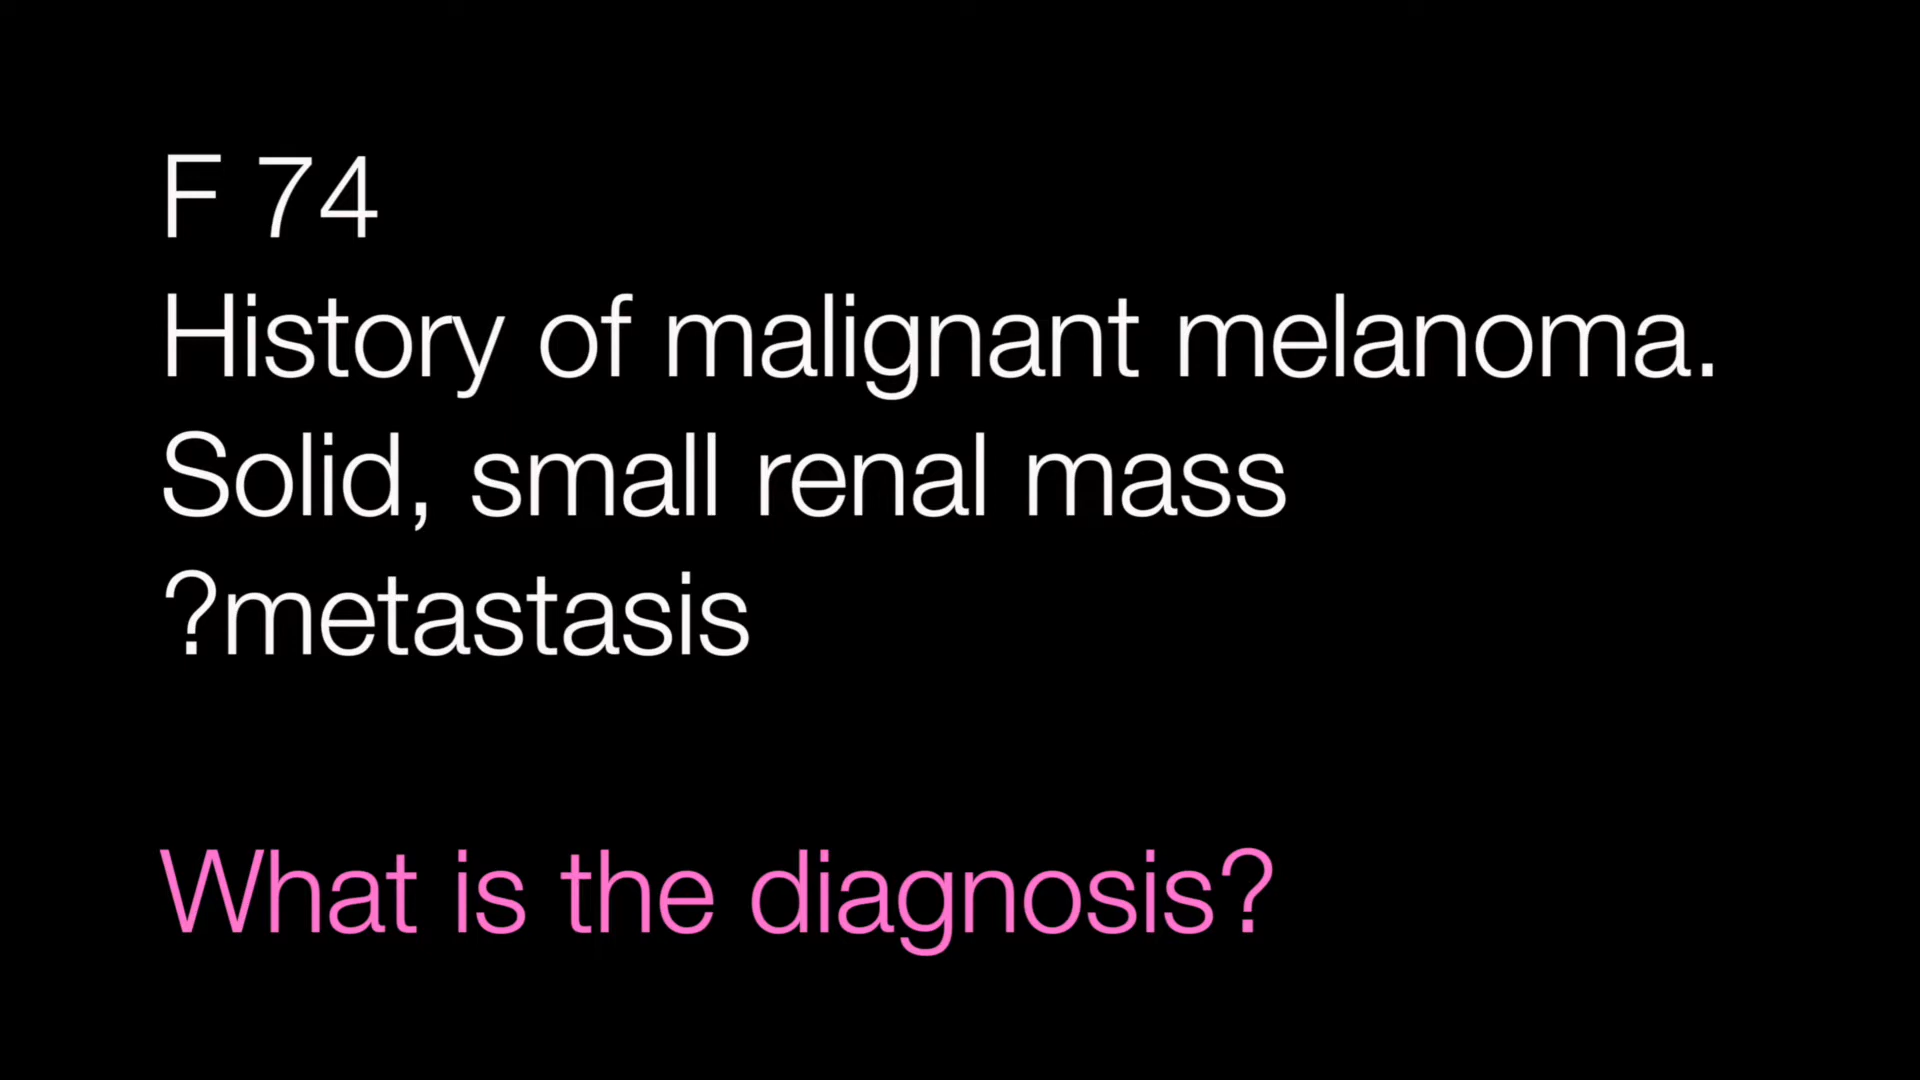 F 74
History of malignant melanoma.
Solid, small renal mass
?metastasis
What is the diagnosis?